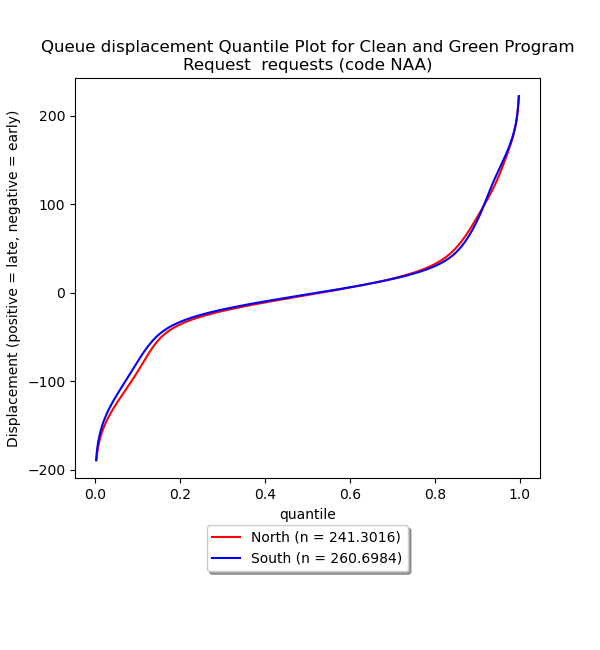 Queue displacement Quantile Plot for Clean and Green Program
Request  requests (code NAA)
Displacement (positive = late, negative = early)
200
100
0
−100
−200
0.0 0.2 0.4 0.6 0.8 1.0
quantile
North (n = 241.3016)
South (n = 260.6984)